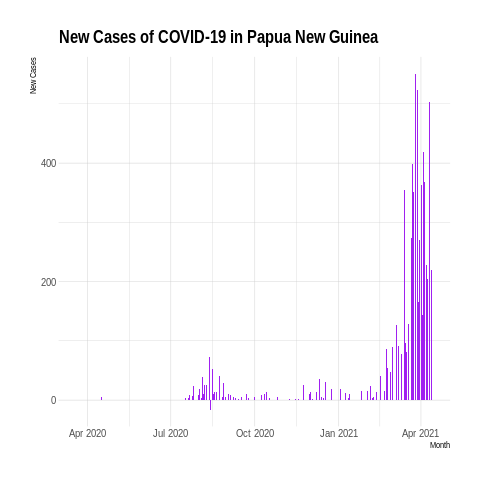 New Cases of COVID-19 in Papua New Guinea
New Cases
400
200
0
Apr 2020 Jul 2020 Oct 2020 Jan 2021 Apr 2021
Month